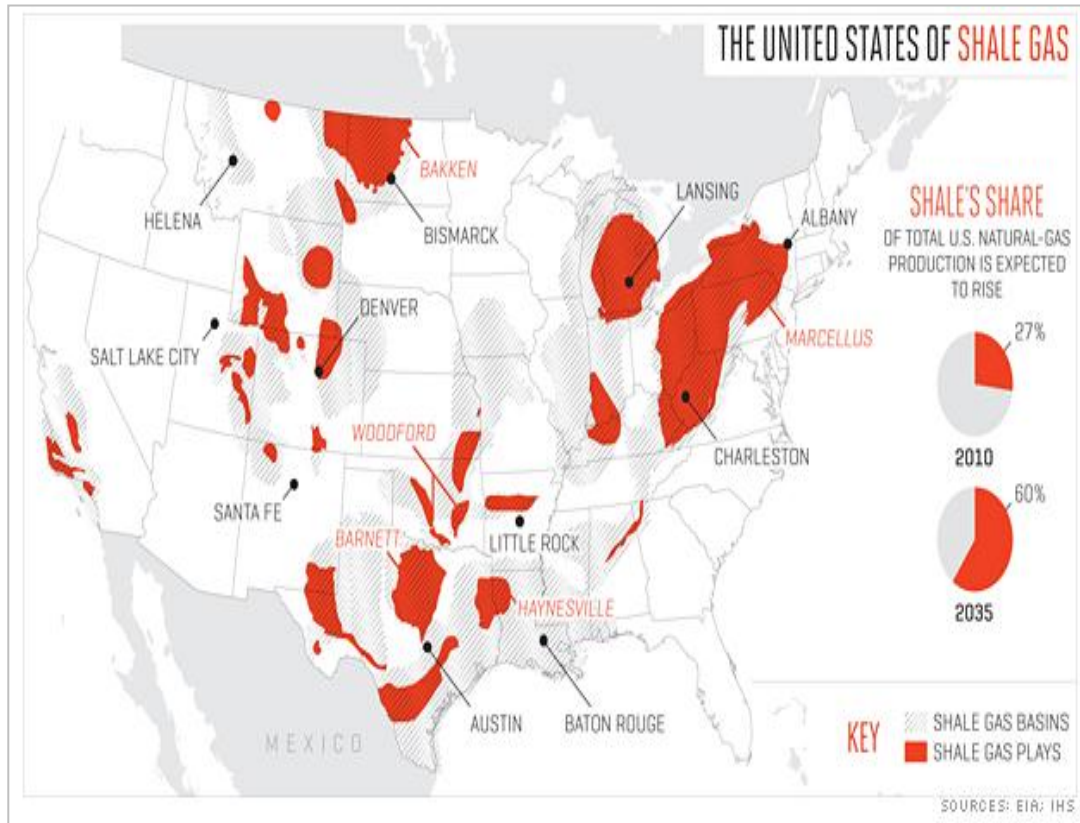 THE UNITED STATES OF SHALE GAS
BAKKEN
HELENA
BISMARCK
LANSING
ALBANY
SHALE'S SHARE
OF TOTAL U.S. NATURAL-GAS
PRODUCTION IS EXPECTED
TO RISE
27%
2010
60%
2035
DENVER
SALT LAKE CITY
MARCELLUS
WOODFORD
CHARLESTON
SANTA FE
BARNETT
LITTLE ROCK
HAYNESVILLE
AUSTIN
BATON ROUGE
MEXICO
KEY
SHALE GAS BASINS
SHALE GAS PLAYS
SOURCES: EIA; IHS